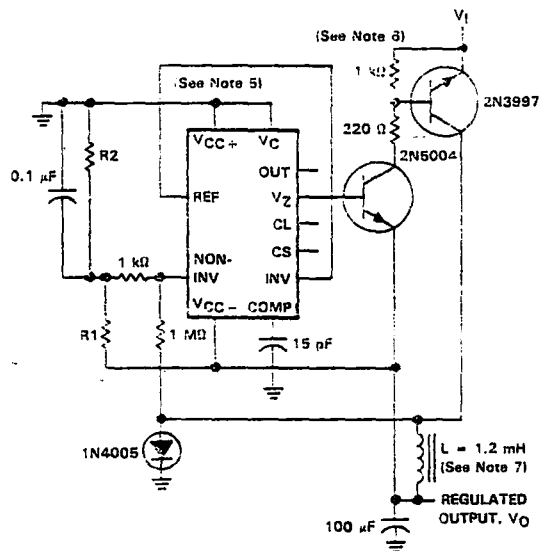 V_I
(See Note 6)
1 kΩ
2N3997
(See Note 5)
220 Ω
2N5004
V_CC+ V_C
R2
0.1 µF
OUT
REF
V_Z
CL
CS
NON-
INV
INV
1 kΩ
V_CC− COMP
R1
1 MΩ
15 pF
1N4005
L = 1.2 mH
(See Note 7)
REGULATED
OUTPUT, V_O
100 µF